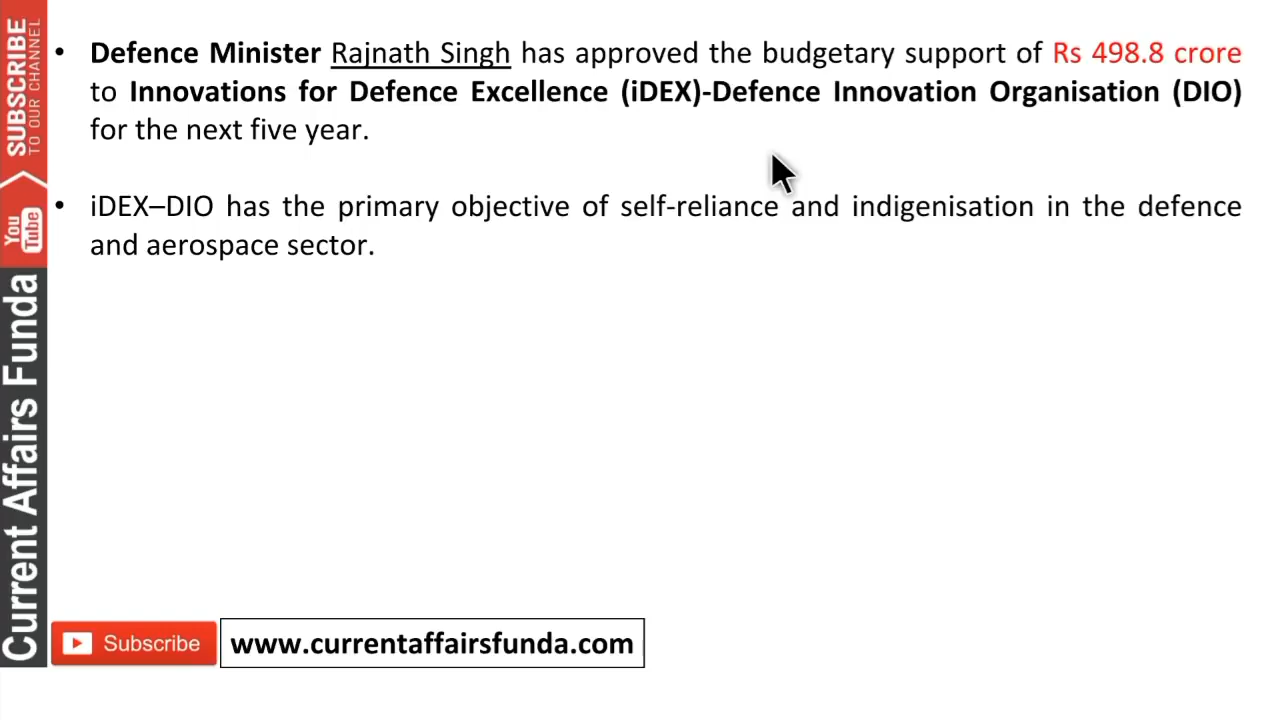 • Defence Minister Rajnath Singh has approved the budgetary support of Rs 498.8 crore
to Innovations for Defence Excellence (iDEX)-Defence Innovation Organisation (DIO)
for the next five year.
• iDEX–DIO has the primary objective of self-reliance and indigenisation in the defence
and aerospace sector.
SUBSCRIBE
TO OUR CHANNEL
You
Tube
Current Affairs Funda
Subscribe
www.currentaffairsfunda.com